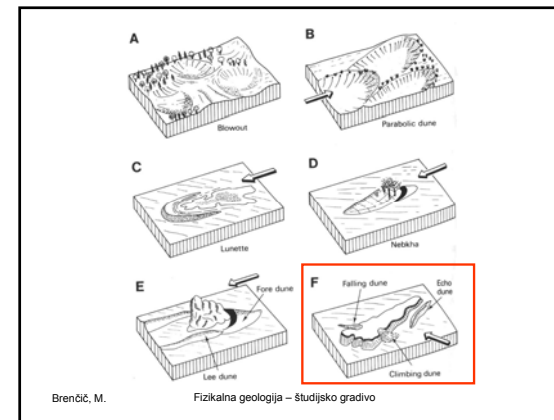 A
Blowout
B
Parabolic dune
C
Lunette
D
Nebkha
E
Fore dune
Lee dune
F
Falling dune
Echo
dune
Climbing dune
Brenčič, M. Fizikalna geologija – študijsko gradivo